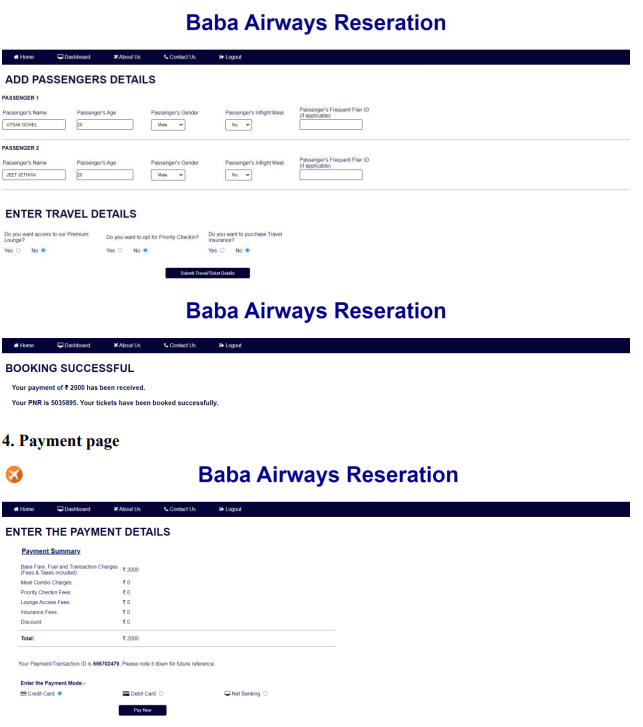 Baba Airways Reseration
Home Dashboard About Us Contact Us Logout
ADD PASSENGERS DETAILS
PASSENGER 1
Passenger's Name Passenger's Age Passenger's Gender Passenger's Inflight Meal Passenger's Frequent Flier ID (if applicable)
UTSAV GOHEL 20 Male No
PASSENGER 2
Passenger's Name Passenger's Age Passenger's Gender Passenger's Inflight Meal Passenger's Frequent Flier ID (if applicable)
JEET JETHWA 20 Male No
ENTER TRAVEL DETAILS
Do you want access to our Premium Lounge? Do you want to opt for Priority Checkin? Do you want to purchase Travel Insurance?
Yes No Yes No Yes No
Submit Travel/Ticket Details
Baba Airways Reseration
Home Dashboard About Us Contact Us Logout
BOOKING SUCCESSFUL
Your payment of ₹ 2000 has been received.
Your PNR is 5035895. Your tickets have been booked successfully.
4. Payment page
Baba Airways Reseration
Home Dashboard About Us Contact Us Logout
ENTER THE PAYMENT DETAILS
Payment Summary
Base Fare, Fuel and Transaction Charges (Fees & Taxes included): ₹ 2000
Meal Combo Charges: ₹ 0
Priority Checkin Fees: ₹ 0
Lounge Access Fees: ₹ 0
Insurance Fees: ₹ 0
Discount: ₹ 0
Total: ₹ 2000
Your Payment/Transaction ID is 666702479. Please note it down for future reference.
Enter the Payment Mode:-
Credit Card Debit Card Net Banking
Pay Now